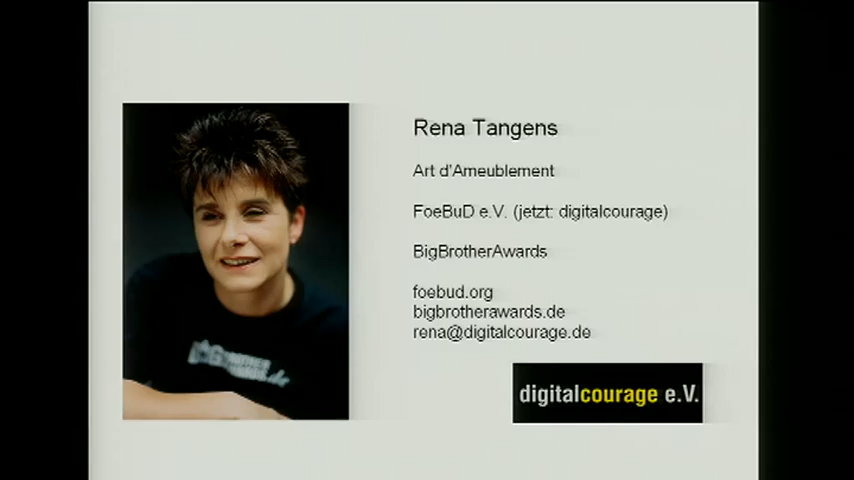 Rena Tangens
Art d'Ameublement
FoeBuD e.V. (jetzt: digitalcourage)
BigBrotherAwards
foebud.org
bigbrotherawards.de
rena@digitalcourage.de
digitalcourage e.V.